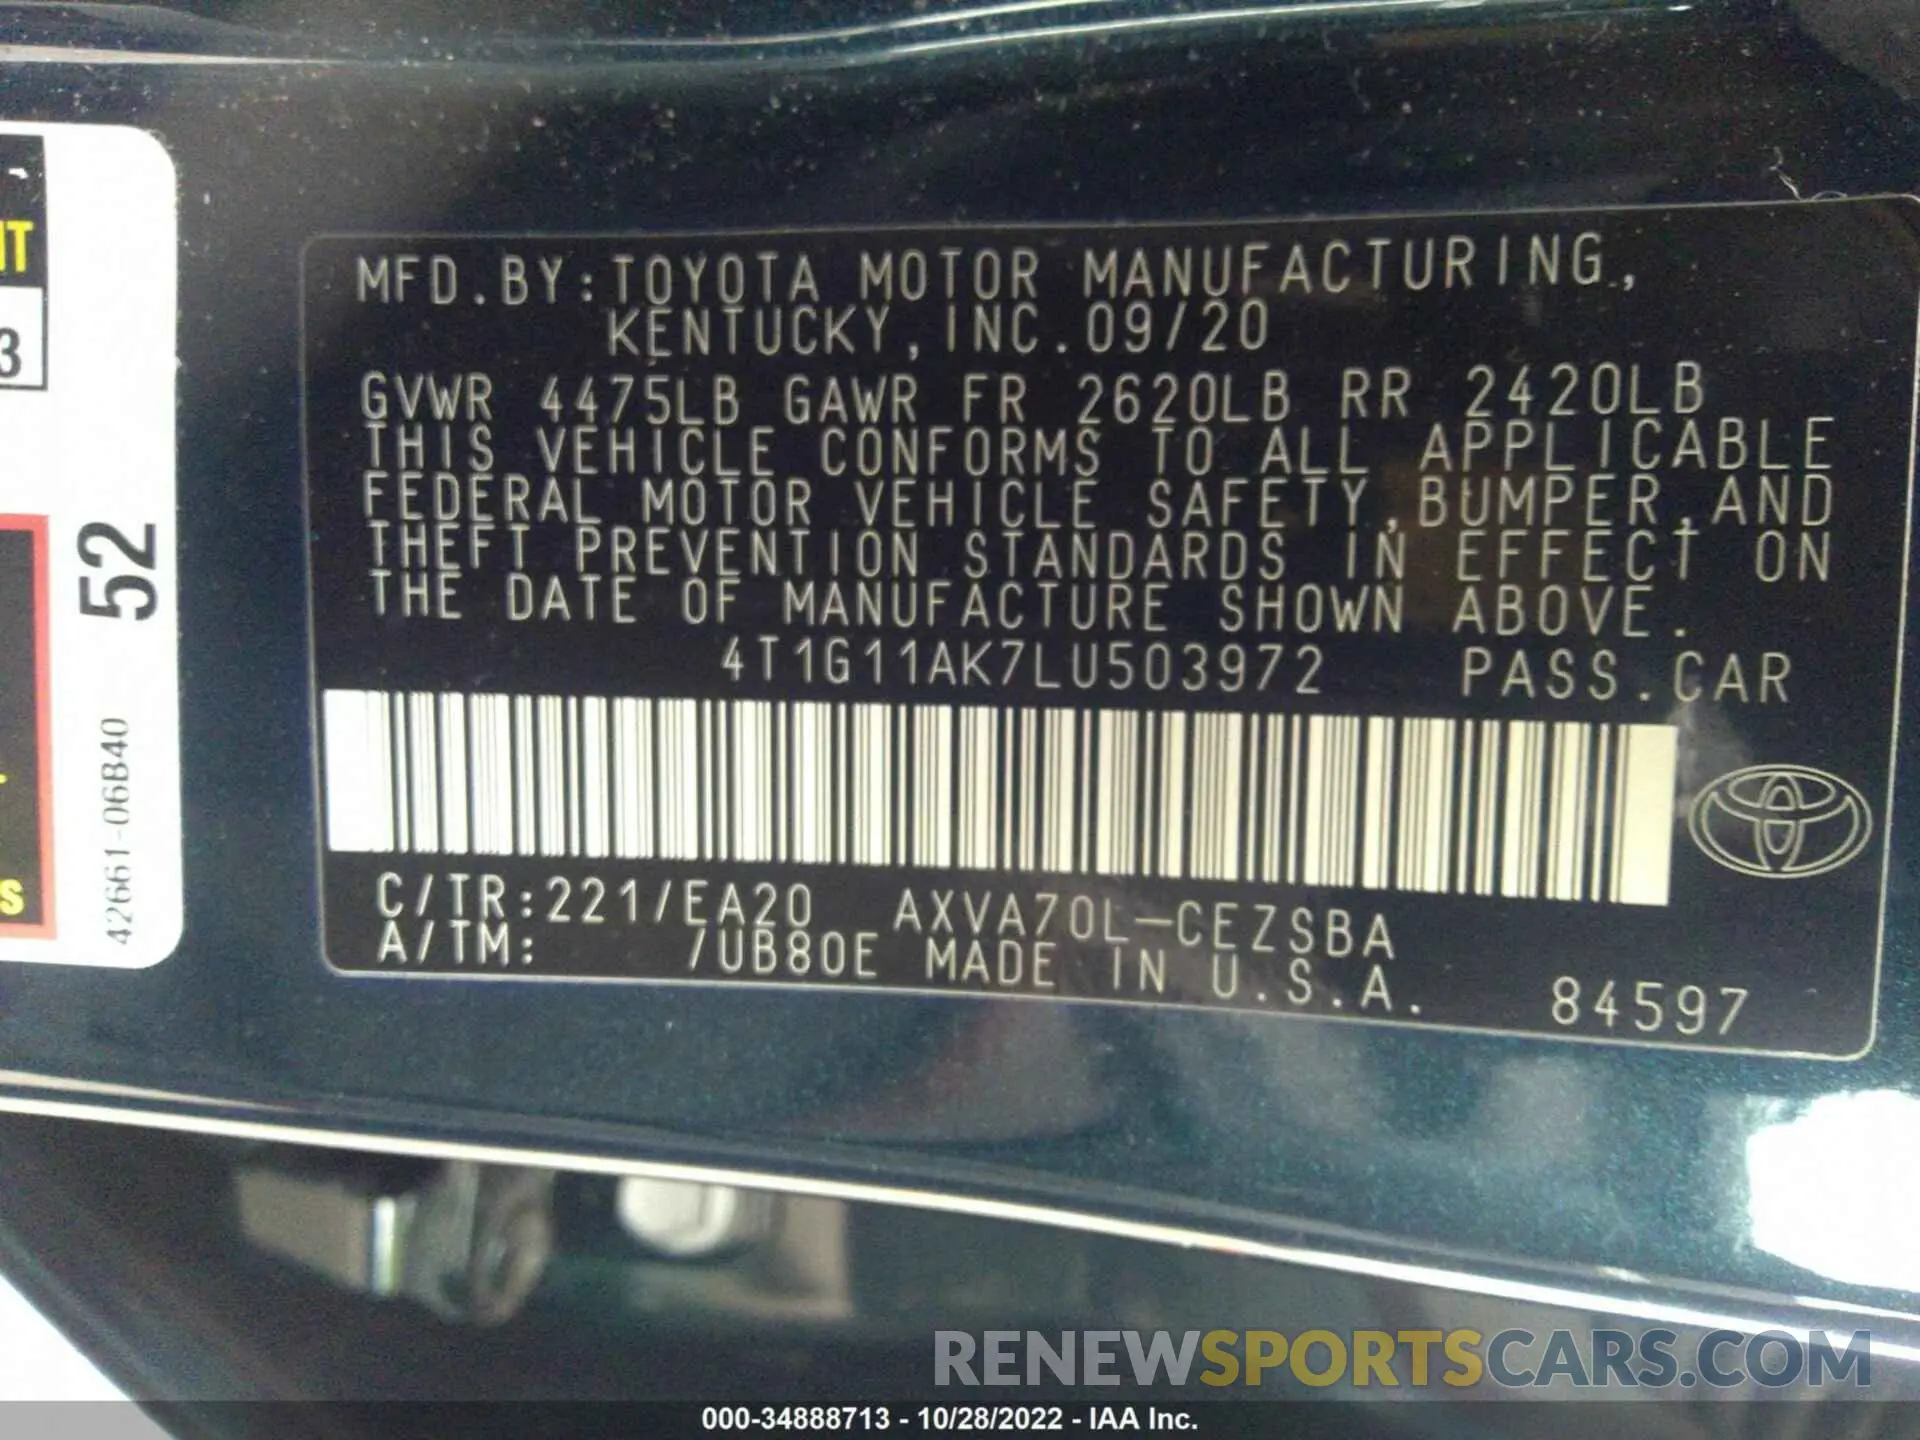 MFD.BY:TOYOTA MOTOR MANUFACTURING.,
KENTUCKY,INC.09/20
GVWR 4475LB GAWR FR 2620LB RR 2420LB
THIS VEHICLE CONFORMS TO ALL APPLICABLE
FEDERAL MOTOR VEHICLE SAFETY,BUMPER,AND
THEFT PREVENTION STANDARDS IN EFFECT ON
THE DATE OF MANUFACTURE SHOWN ABOVE.
4T1G11AK7LU503972 PASS.CAR
C/TR:221/EA20 AXVA70L-CEZSBA
A/TM: /UB80E MADE IN U.S.A.
84597
52
42661-06B40
3
S
RENEWSPORTSCARS.COM
000-34888713 - 10/28/2022 - IAA Inc.